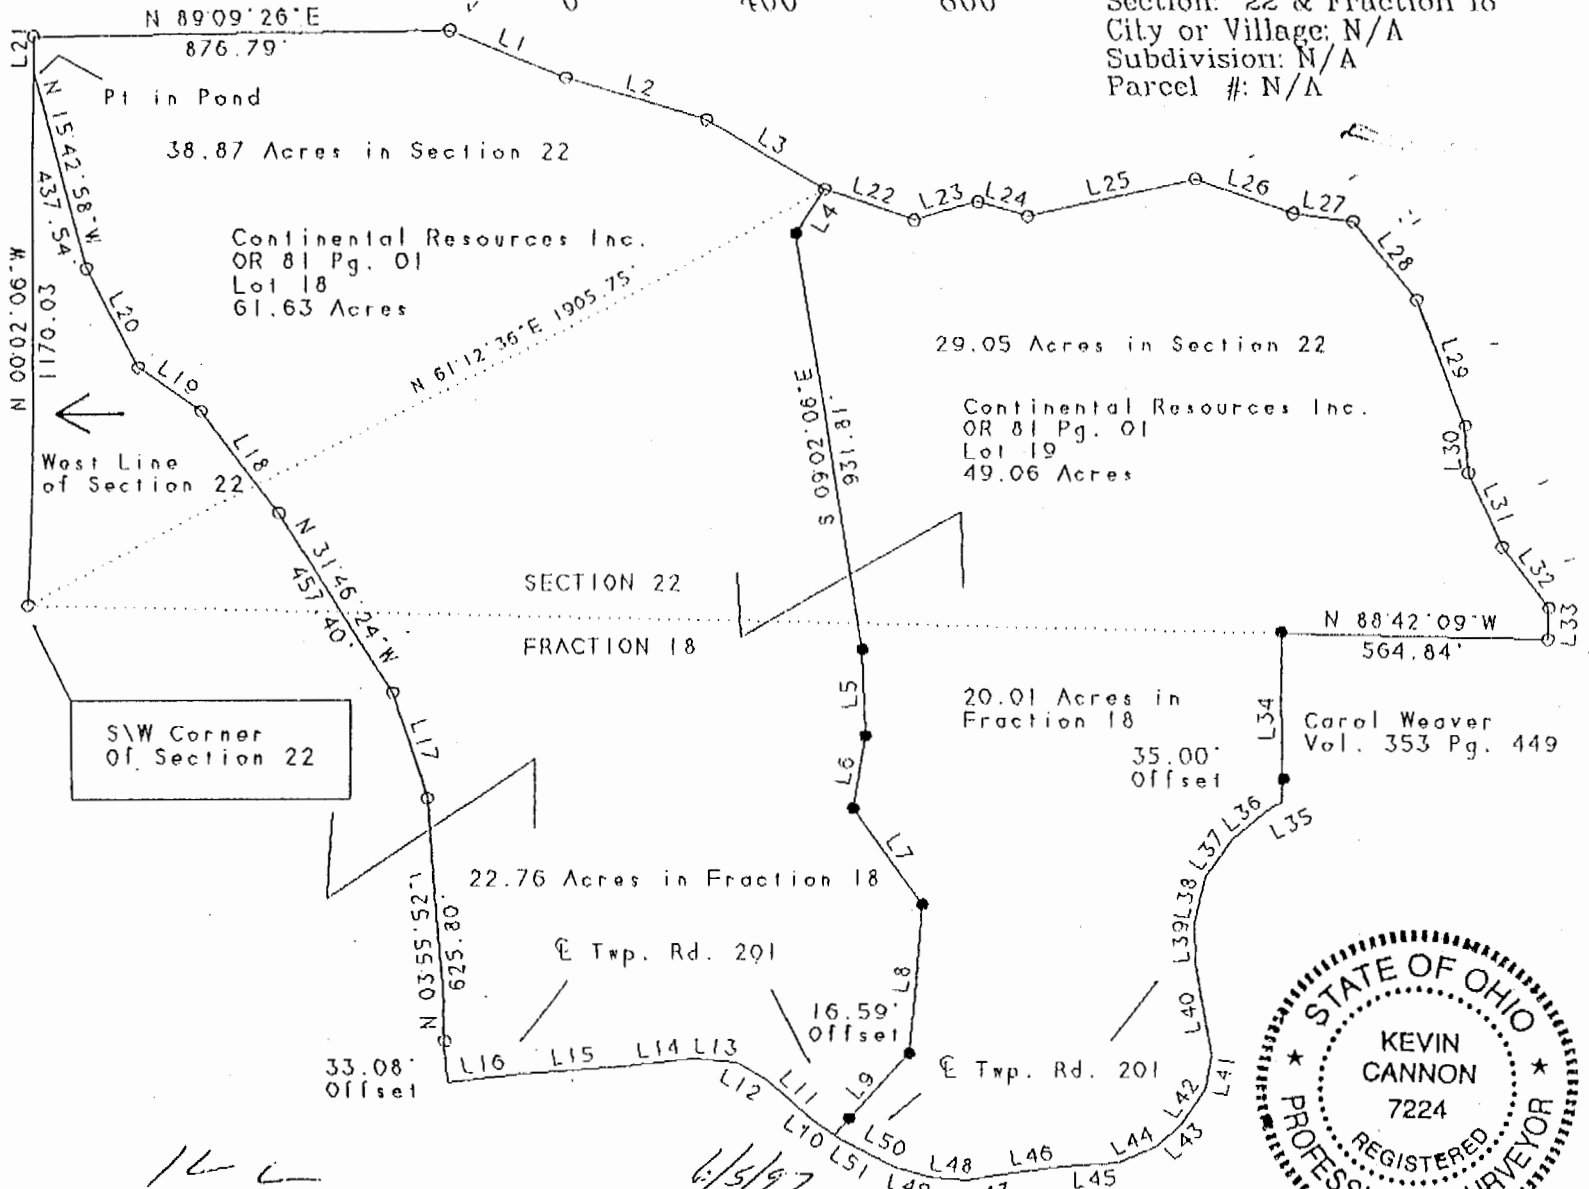 N 89°09'26"E
876.79'
0
400
600
Section: 22 & Fraction 18
City or Village: N/A
Subdivision: N/A
Parcel #: N/A
L21
L1
L2
L3
Pt in Pond
N 15°42'58"W
437.54'
38.87 Acres in Section 22
L22
L23
L24
L25
L26
L27
L4
L28
Continental Resources Inc.
OR 81 Pg. 01
Lot 18
61.63 Acres
N 00°20'06"W
1170.03
L20
L19
L18
N 61°12'36"E 1905.75'
S 09°02'06"E
931.81'
29.05 Acres in Section 22
Continental Resources Inc.
OR 81 Pg. 01
Lot 19
49.06 Acres
L29
L30
L31
L32
L33
West Line
of Section 22
N 31°46'24"W
457.40'
SECTION 22
FRACTION 18
N 88°42'09"W
564.84'
S\W Corner
Of Section 22
L17
L5
L6
L7
20.01 Acres in
Fraction 18
35.00'
Offset
L34
Carol Weaver
Vol. 353 Pg. 449
L35
L36
L37
L38
L39
L40
L41
L42
L43
22.76 Acres in Fraction 18
N 03°55'52"
625.80'
℄ Twp. Rd. 201
L8
16.59'
Offset
L9
℄ Twp. Rd. 201
33.08'
Offset
L16
L15
L14
L13
L12
L11
L10
L51
L50
L48
L46
L45
L44
6/5/97
STATE OF OHIO
KEVIN
CANNON
7224
REGISTERED